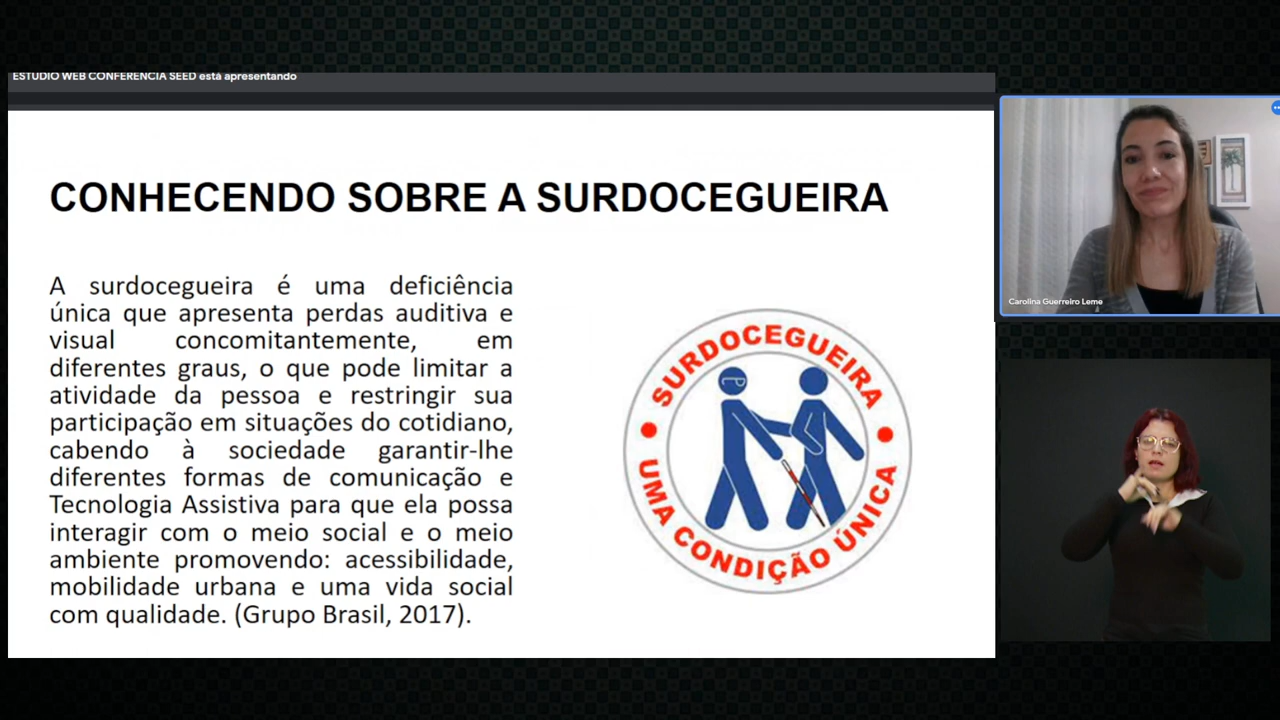 ESTUDIO WEB CONFERENCIA SEED está apresentando
CONHECENDO SOBRE A SURDOCEGUEIRA
A surdocegueira é uma deficiência
única que apresenta perdas auditiva e
visual concomitantemente, em
diferentes graus, o que pode limitar a
atividade da pessoa e restringir sua
participação em situações do cotidiano,
cabendo à sociedade garantir-lhe
diferentes formas de comunicação e
Tecnologia Assistiva para que ela possa
interagir com o meio social e o meio
ambiente promovendo: acessibilidade,
mobilidade urbana e uma vida social
com qualidade. (Grupo Brasil, 2017).
SURDOCEGUEIRA
UMA CONDIÇÃO ÚNICA
Carolina Guerreiro Leme